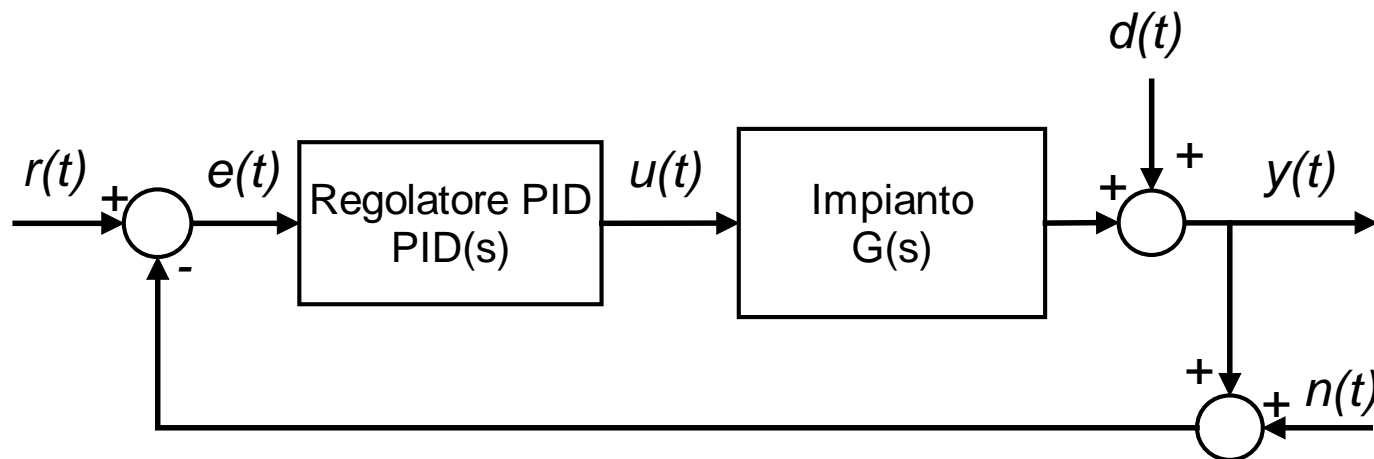 d(t)
r(t)
+
-
e(t)
Regolatore PID
PID(s)
u(t)
Impianto
G(s)
+
+
y(t)
+
+
n(t)